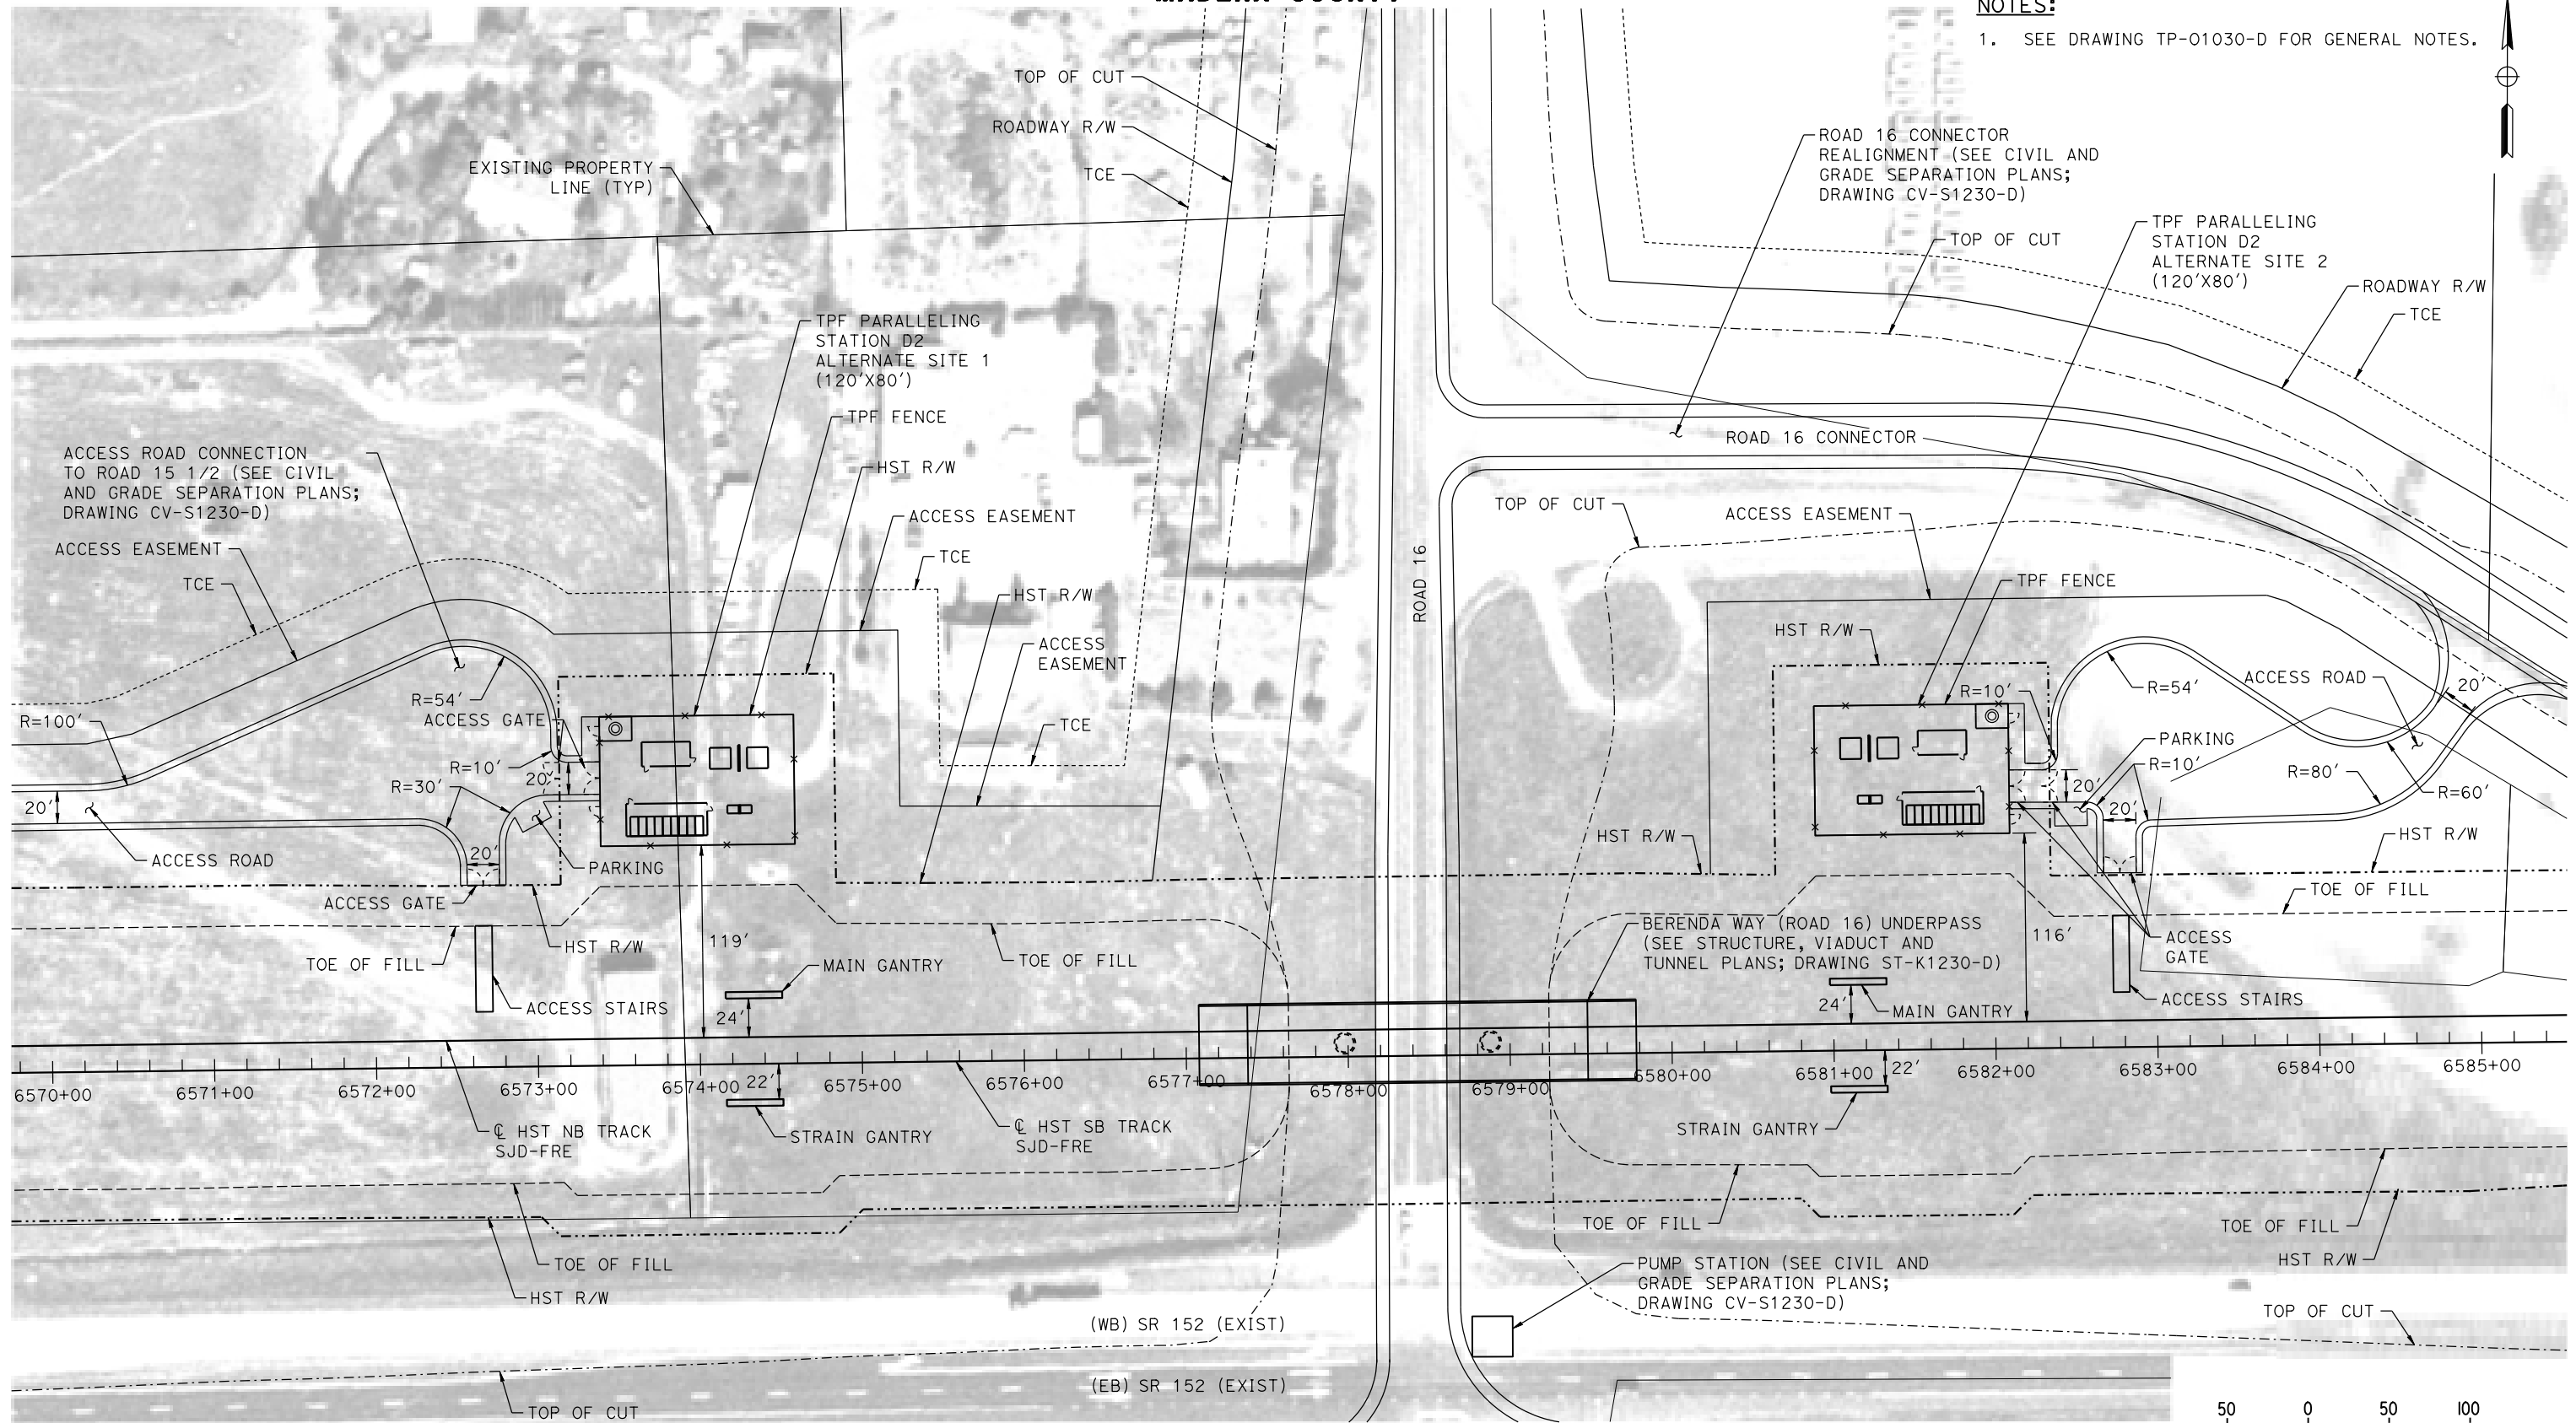 NOTES:
1. SEE DRAWING TP-01030-D FOR GENERAL NOTES.
TOP OF CUT
ROADWAY R/W
TCE
EXISTING PROPERTY
LINE (TYP)
ROAD 16 CONNECTOR
REALIGNMENT (SEE CIVIL AND
GRADE SEPARATION PLANS;
DRAWING CV-S1230-D)
TOP OF CUT
TPF PARALLELING
STATION D2
ALTERNATE SITE 2
(120'X80')
ROADWAY R/W
TCE
TPF PARALLELING
STATION D2
ALTERNATE SITE 1
(120'X80')
TPF FENCE
HST R/W
ACCESS EASEMENT
TCE
HST R/W
ACCESS
EASEMENT
TCE
ACCESS ROAD CONNECTION
TO ROAD 15 1/2 (SEE CIVIL
AND GRADE SEPARATION PLANS;
DRAWING CV-S1230-D)
ACCESS EASEMENT
TCE
R=100'
R=54'
ACCESS GATE
R=10'
R=30'
20'
20'
20'
ACCESS ROAD
PARKING
ACCESS GATE
HST R/W
TOE OF FILL
ACCESS STAIRS
119'
MAIN GANTRY
24'
TOE OF FILL
ROAD 16
ROAD 16 CONNECTOR
TOP OF CUT
ACCESS EASEMENT
TPF FENCE
HST R/W
R=10'
R=54'
ACCESS ROAD
20'
PARKING
R=10'
R=80'
R=60'
20'
20'
HST R/W
HST R/W
TOE OF FILL
BERENDA WAY (ROAD 16) UNDERPASS
(SEE STRUCTURE, VIADUCT AND
TUNNEL PLANS; DRAWING ST-K1230-D)
116'
ACCESS
GATE
24'
MAIN GANTRY
ACCESS STAIRS
6570+00
6571+00
6572+00
6573+00
6574+00
22'
6575+00
6576+00
6577+00
6578+00
6579+00
6580+00
6581+00
22'
6582+00
6583+00
6584+00
6585+00
℄ HST NB TRACK
SJD-FRE
STRAIN GANTRY
℄ HST SB TRACK
SJD-FRE
STRAIN GANTRY
TOE OF FILL
HST R/W
TOE OF FILL
TOE OF FILL
HST R/W
PUMP STATION (SEE CIVIL AND
GRADE SEPARATION PLANS;
DRAWING CV-S1230-D)
(WB) SR 152 (EXIST)
(EB) SR 152 (EXIST)
TOP OF CUT
TOP OF CUT
50 0 50 100